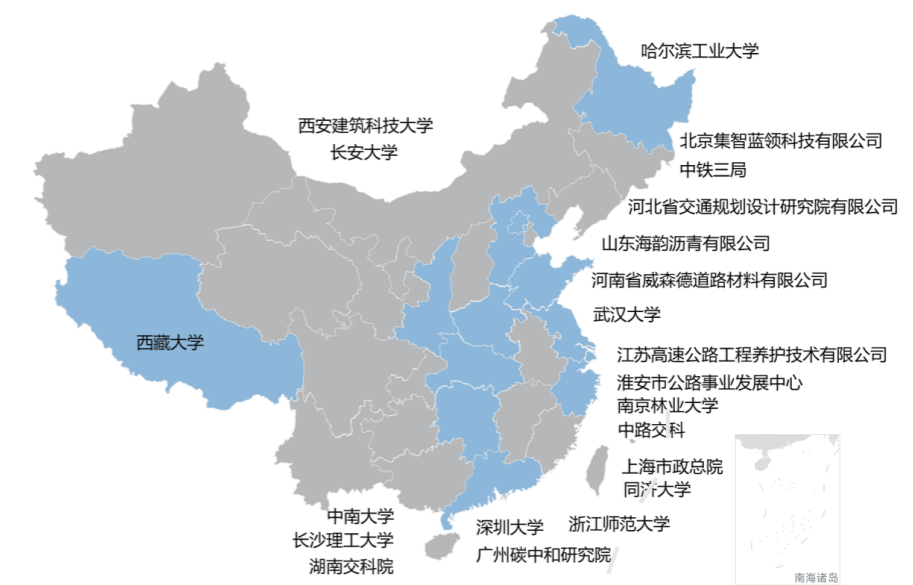 哈尔滨工业大学
西安建筑科技大学
长安大学
北京集智蓝领科技有限公司
中铁三局
河北省交通规划设计研究院有限公司
山东海韵沥青有限公司
河南省威森德道路材料有限公司
武汉大学
西藏大学
江苏高速公路工程养护技术有限公司
淮安市公路事业发展中心
南京林业大学
中路交科
上海市政总院
同济大学
中南大学
长沙理工大学
湖南交科院
深圳大学
浙江师范大学
广州碳中和研究院
南海诸岛